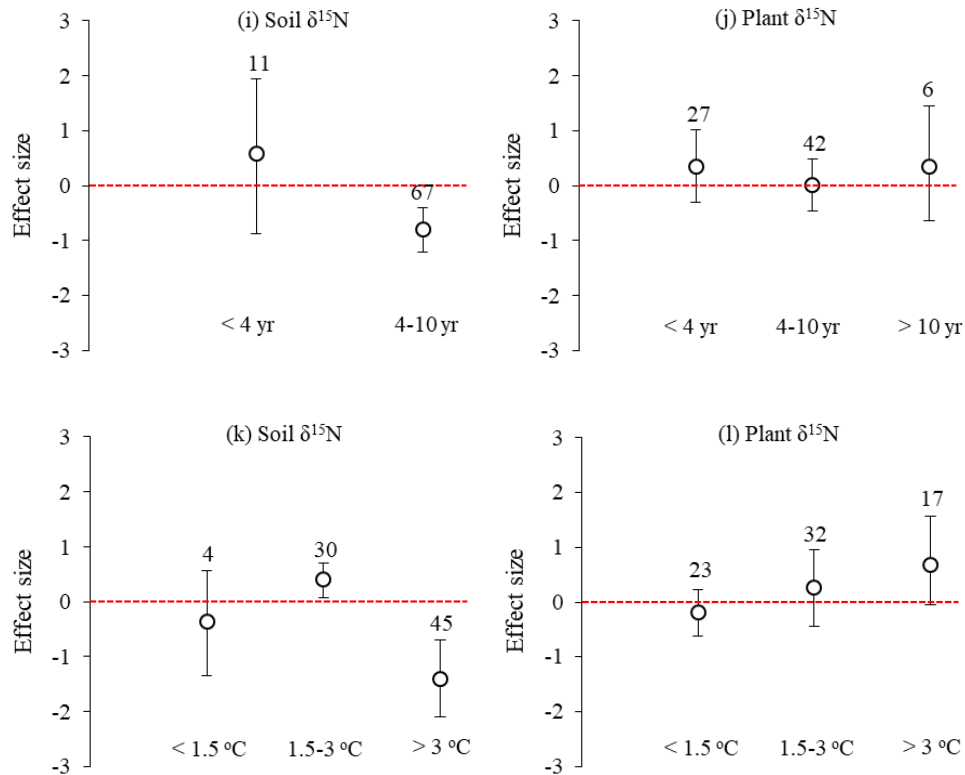 (i) Soil δ¹⁵N
3
2
1
0
-1
-2
-3
Effect size
11
67
< 4 yr
4-10 yr
(j) Plant δ¹⁵N
3
2
1
0
-1
-2
-3
Effect size
27
42
6
< 4 yr
4-10 yr
> 10 yr
(k) Soil δ¹⁵N
3
2
1
0
-1
-2
-3
Effect size
4
30
45
< 1.5 ºC
1.5-3 ºC
> 3 ºC
(l) Plant δ¹⁵N
3
2
1
0
-1
-2
-3
Effect size
23
32
17
< 1.5 ºC
1.5-3 ºC
> 3 ºC